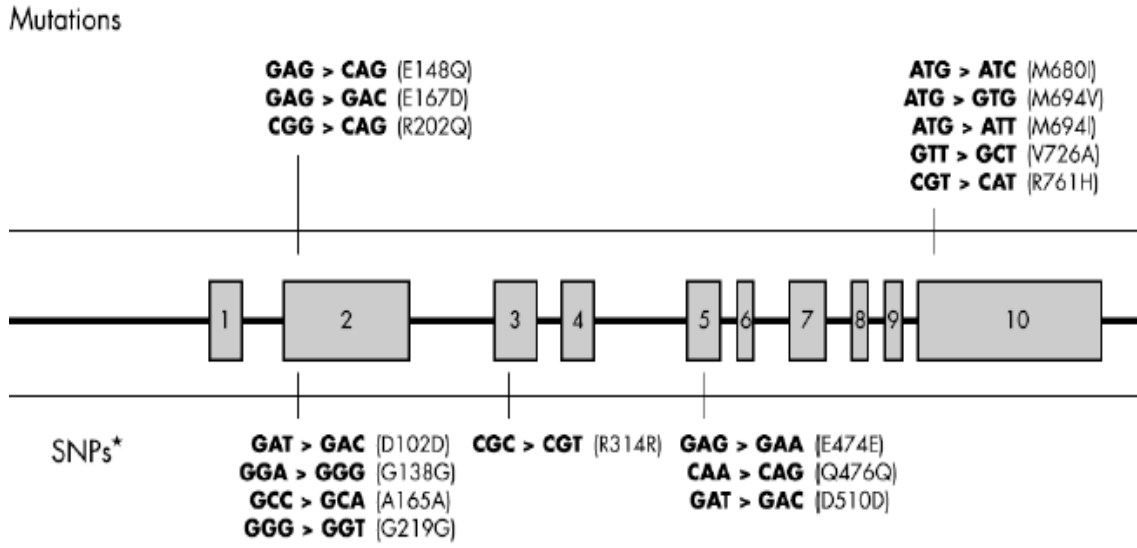 Mutations
GAG > CAG (E148Q)
GAG > GAC (E167D)
CGG > CAG (R202Q)
ATG > ATC (M680I)
ATG > GTG (M694V)
ATG > ATT (M694I)
GTT > GCT (V726A)
CGT > CAT (R761H)
1 2 3 4 5 6 7 8 9 10
SNPs*
GAT > GAC (D102D)
GGA > GGG (G138G)
GCC > GCA (A165A)
GGG > GGT (G219G)
CGC > CGT (R314R)
GAG > GAA (E474E)
CAA > CAG (Q476Q)
GAT > GAC (D510D)